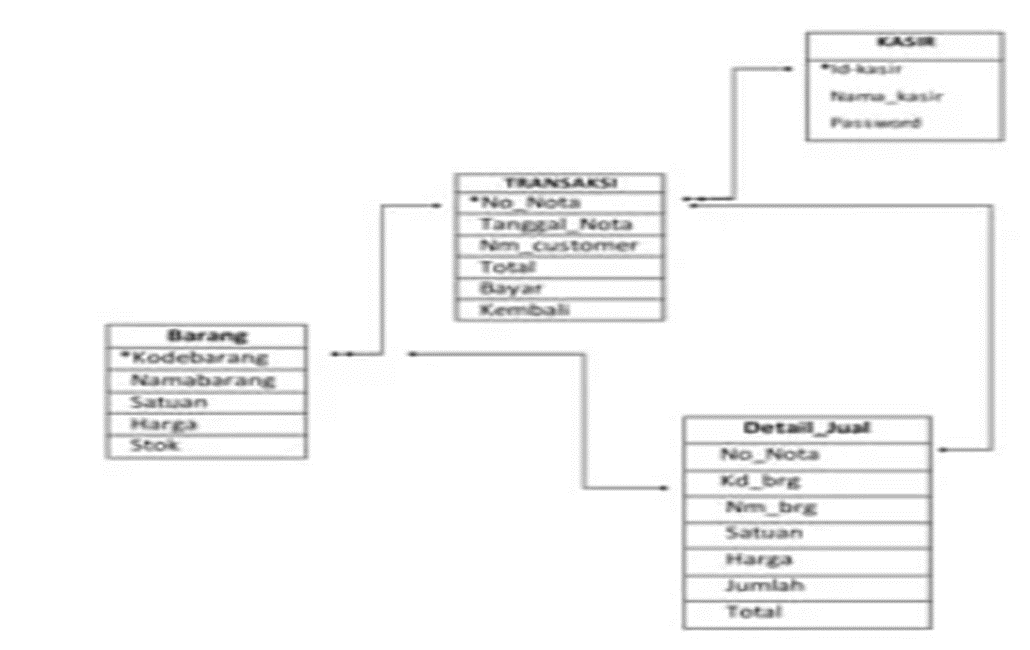 KASIR
*Id-kasir
Nama_kasir
Password
TRANSAKSI
*No_Nota
Tanggal_Nota
Nm_customer
Total
Bayar
Kembali
Barang
*Kodebarang
Namabarang
Satuan
Harga
Stok
Detail_Jual
No_Nota
Kd_brg
Nm_brg
Satuan
Harga
Jumlah
Total